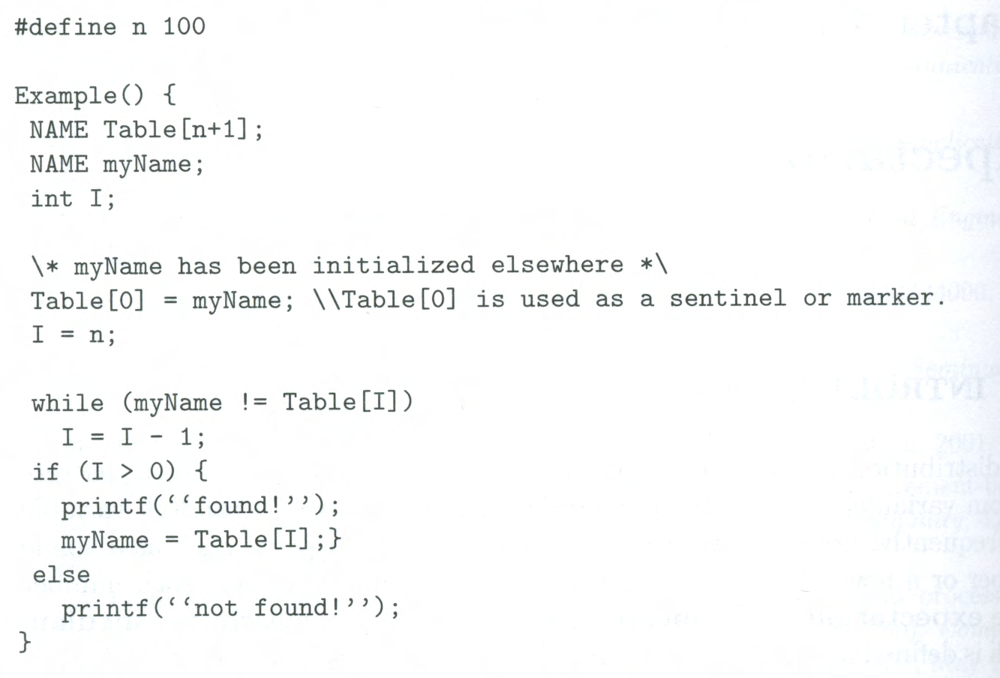 #define n 100
Example() {
NAME Table[n+1];
NAME myName;
int I;
\* myName has been initialized elsewhere *\
Table[0] = myName; \\Table[0] is used as a sentinel or marker.
I = n;
while (myName != Table[I])
I = I - 1;
if (I > 0) {
printf(‘‘found!’’);
myName = Table[I];}
else
printf(‘‘not found!’’);
}